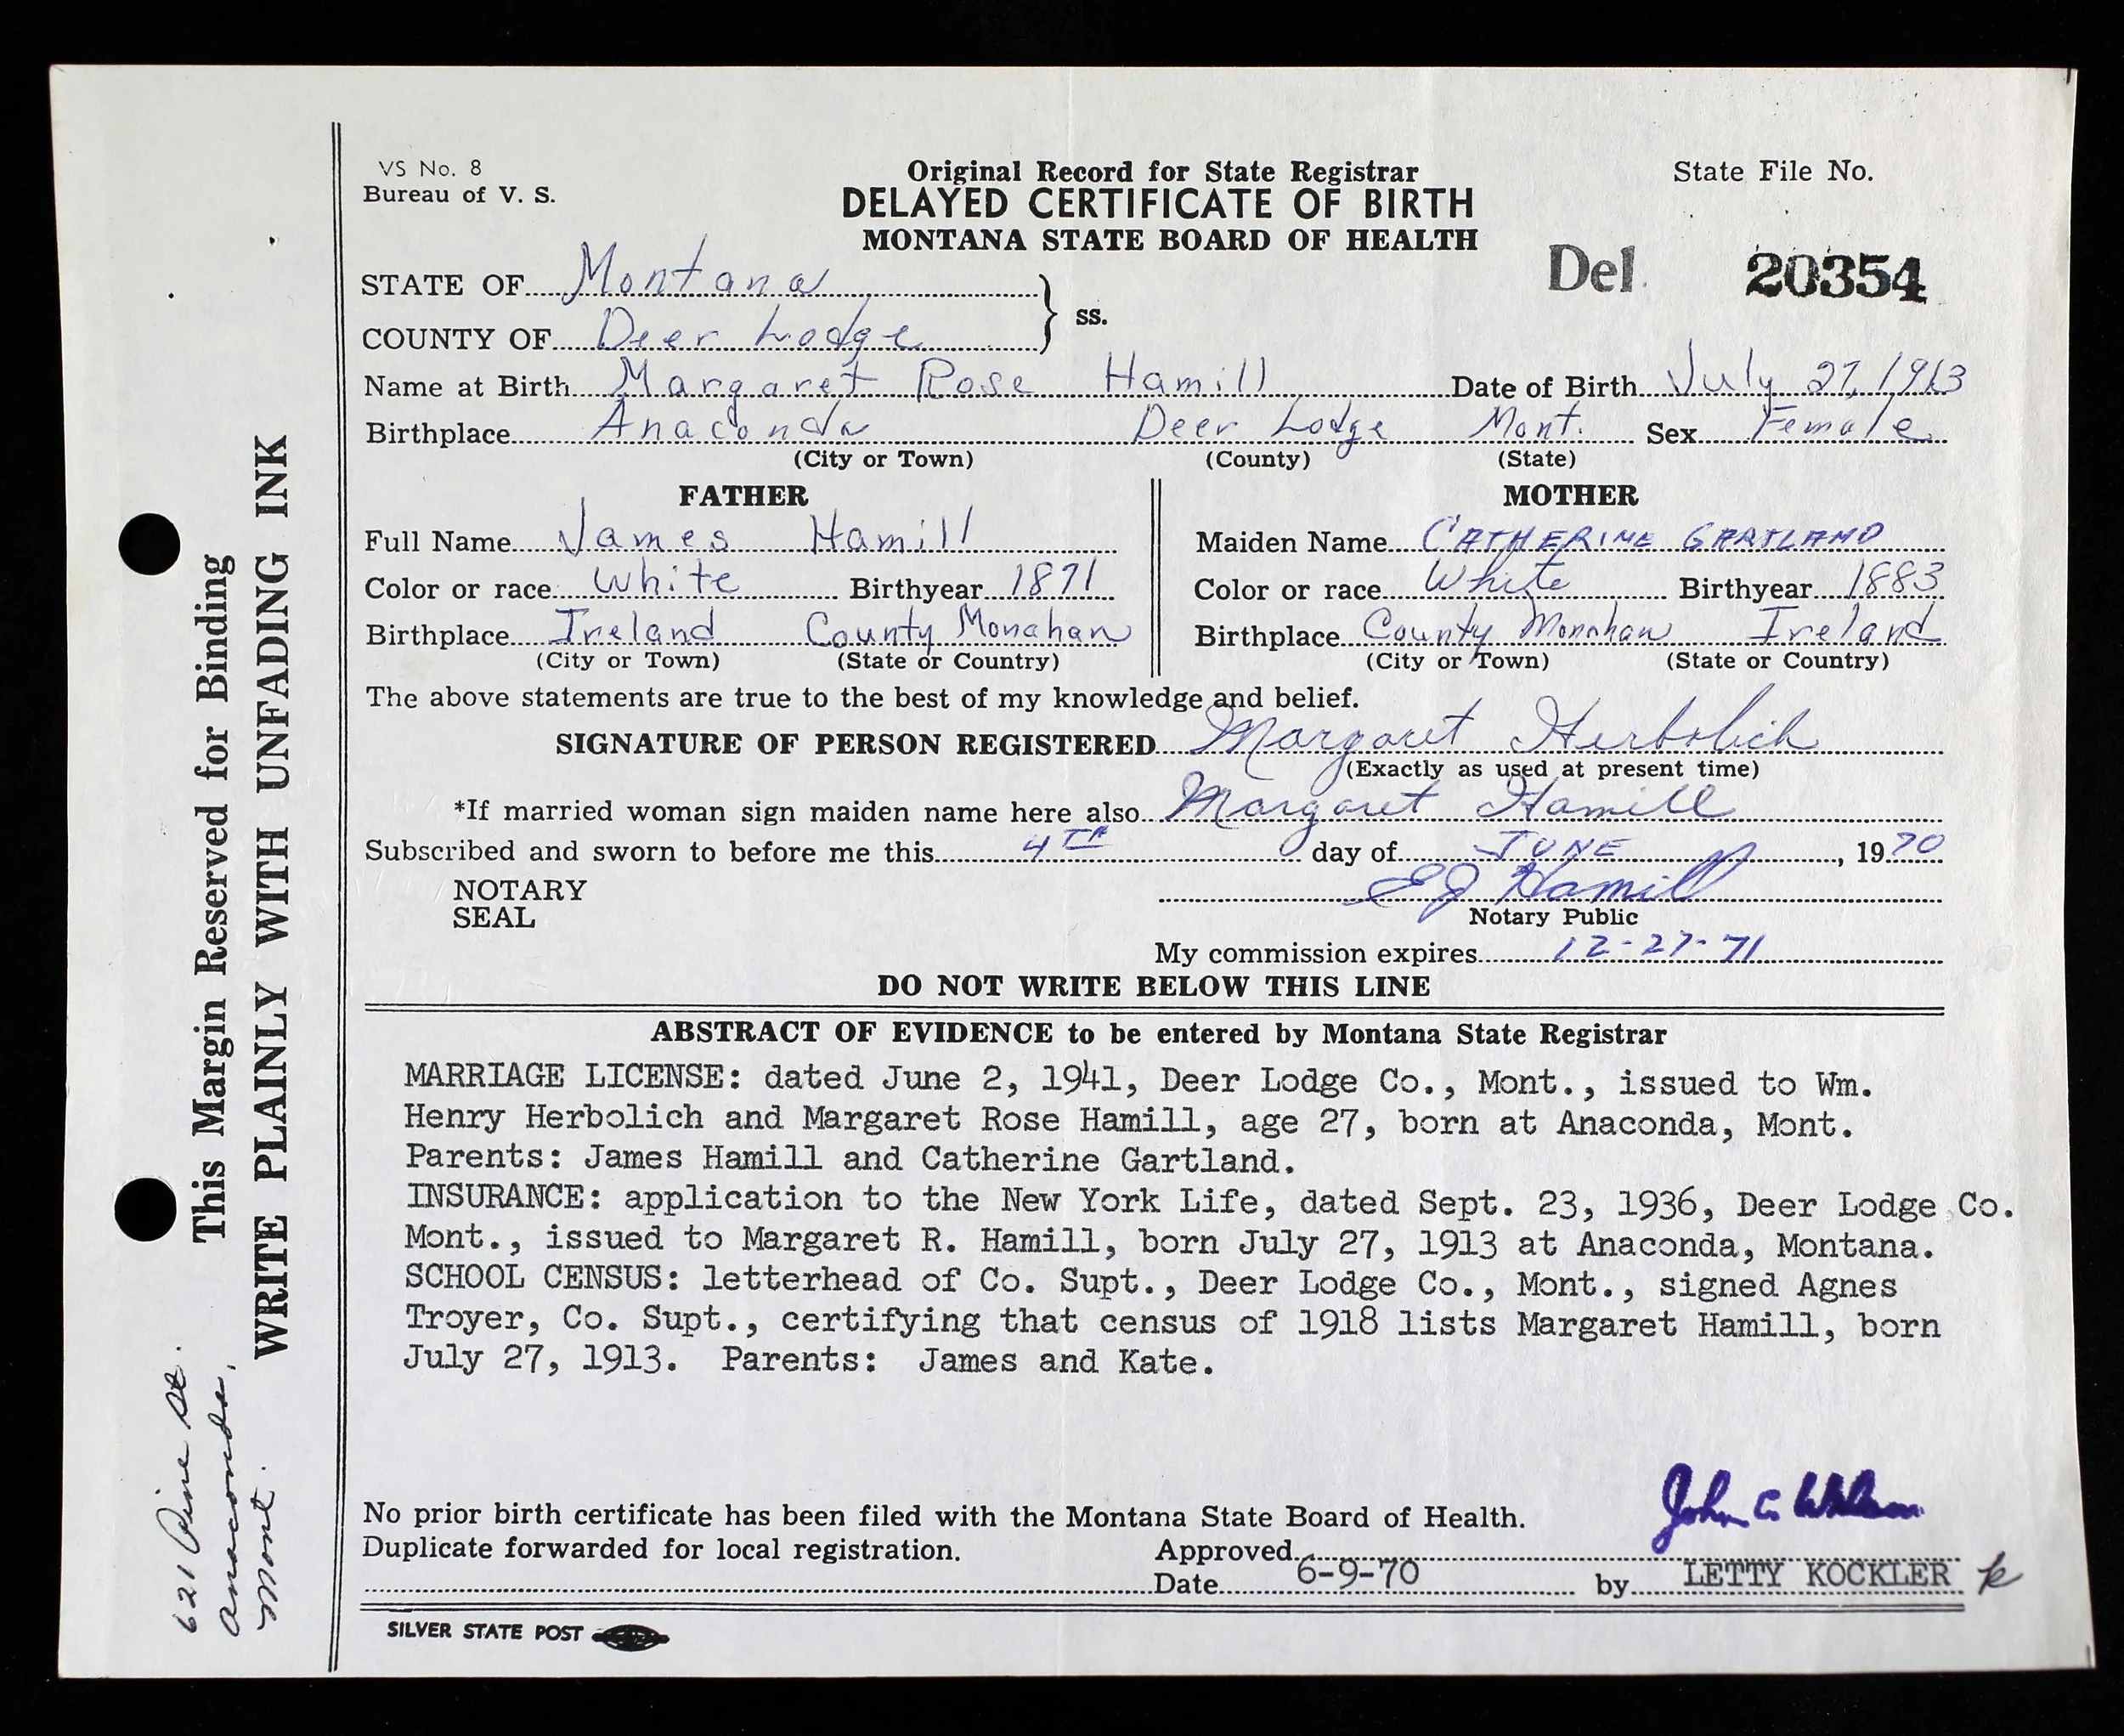 VS No. 8
Bureau of V. S.
Original Record for State Registrar
DELAYED CERTIFICATE OF BIRTH
MONTANA STATE BOARD OF HEALTH
State File No.
Del. 20354
STATE OF Montana
COUNTY OF Deer Lodge } ss.
Name at Birth Margaret Rose Hamill Date of Birth July 27, 1913
Birthplace Anaconda Deer Lodge Mont. Sex Female
(City or Town) (County) (State)
FATHER
Full Name James Hamill
Color or race White Birthyear 1871
Birthplace Ireland County Monahan
(City or Town) (State or Country)
MOTHER
Maiden Name CATHERINE GARTLAND
Color or race White Birthyear 1883
Birthplace County Monahan Ireland
(City or Town) (State or Country)
The above statements are true to the best of my knowledge and belief.
SIGNATURE OF PERSON REGISTERED Margaret Herbolich
(Exactly as used at present time)
*If married woman sign maiden name here also Margaret Hamill
Subscribed and sworn to before me this 4TH day of JUNE, 1970
NOTARY
SEAL
EJ Hamill
Notary Public
My commission expires 12-27-71
DO NOT WRITE BELOW THIS LINE
ABSTRACT OF EVIDENCE to be entered by Montana State Registrar
MARRIAGE LICENSE: dated June 2, 1941, Deer Lodge Co., Mont., issued to Wm.
Henry Herbolich and Margaret Rose Hamill, age 27, born at Anaconda, Mont.
Parents: James Hamill and Catherine Gartland.
INSURANCE: application to the New York Life, dated Sept. 23, 1936, Deer Lodge Co.
Mont., issued to Margaret R. Hamill, born July 27, 1913 at Anaconda, Montana.
SCHOOL CENSUS: letterhead of Co. Supt., Deer Lodge Co., Mont., signed Agnes
Troyer, Co. Supt., certifying that census of 1918 lists Margaret Hamill, born
July 27, 1913. Parents: James and Kate.
No prior birth certificate has been filed with the Montana State Board of Health.
Duplicate forwarded for local registration.
Approved John C
Date 6-9-70 by LETTY KOCKLER k
SILVER STATE POST
This Margin Reserved for Binding
WRITE PLAINLY WITH UNFADING INK
621 Pine St.
Anaconda,
Mont.